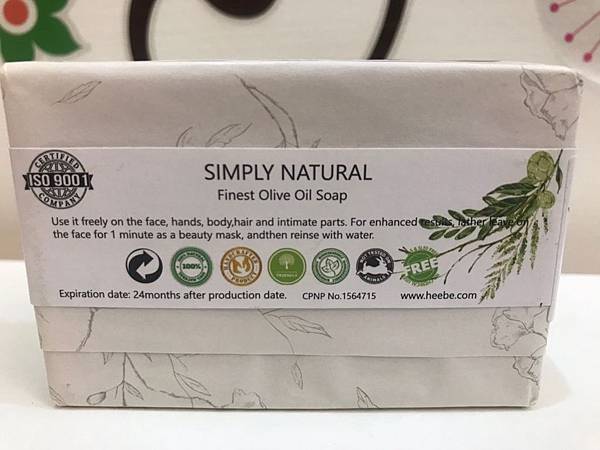 CERTIFIED
ISO 9001
COMPANY
SIMPLY NATURAL
Finest Olive Oil Soap
Use it freely on the face, hands, body,hair and intimate parts. For enhanced results, lather leave on
the face for 1 minute as a beauty mask, andthen reinse with water.
100%
FREE
Expiration date: 24months after production date. CPNP No.1564715 www.heebe.com